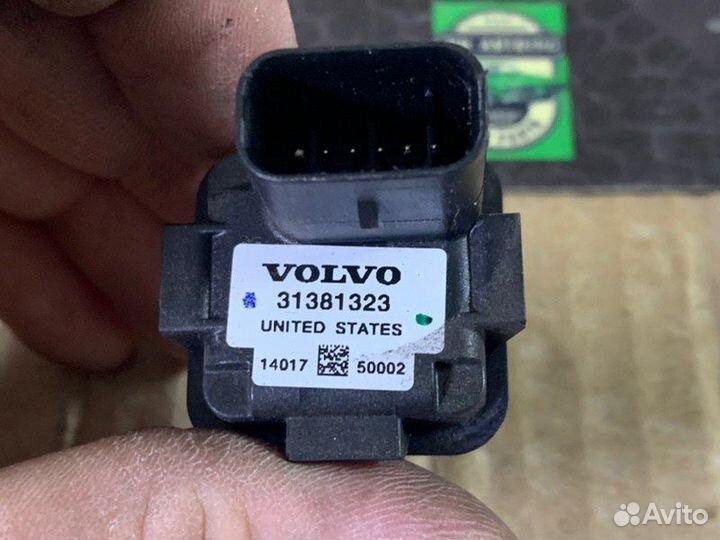 VOLVO
31381323
UNITED STATES
14017 50002
Avito